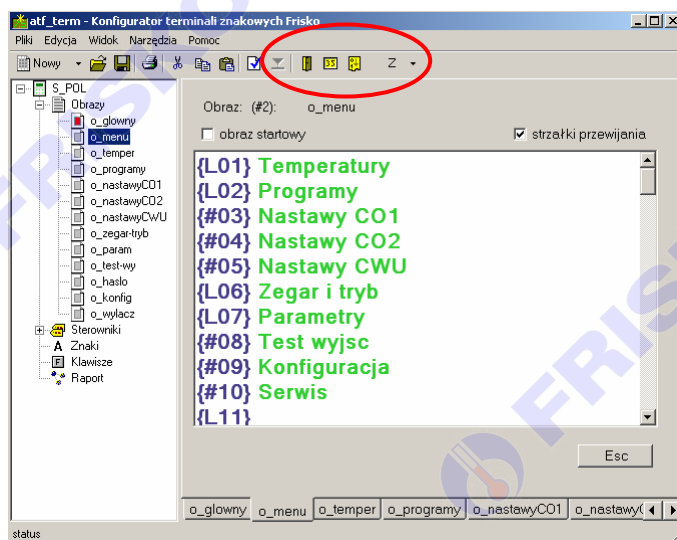 atf_term - Konfigurator terminali znakowych Frisko
Pliki Edycja Widok Narzędzia Pomoc
Nowy Z
S_POL
Obrazy
o_glowny
o_menu
o_temper
o_programy
o_nastawyCO1
o_nastawyCO2
o_nastawyCWU
o_zegar-tryb
o_param
o_test-wy
o_haslo
o_konfig
o_wylacz
Sterowniki
A Znaki
F Klawisze
Raport
Obraz: (#2): o_menu
obraz startowy strzałki przewijania
{L01} Temperatury
{L02} Programy
{#03} Nastawy CO1
{#04} Nastawy CO2
{#05} Nastawy CWU
{L06} Zegar i tryb
{L07} Parametry
{#08} Test wyjsc
{#09} Konfiguracja
{#10} Serwis
{L11}
Esc
o_glowny o_menu o_temper o_programy o_nastawyCO1 o_nastawy(
status
FRISKO
FRIS